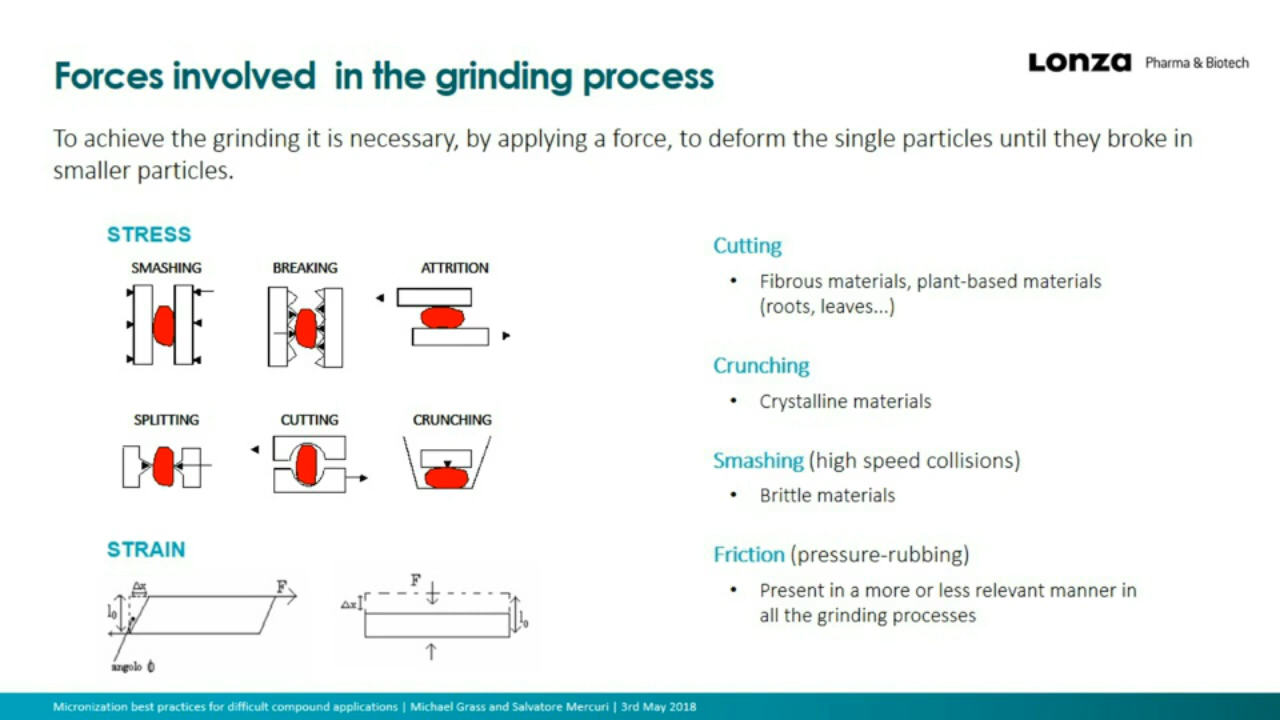 Forces involved in the grinding process
Lonza Pharma & Biotech
To achieve the grinding it is necessary, by applying a force, to deform the single particles until they broke in
smaller particles.
STRESS
SMASHING BREAKING ATTRITION
SPLITTING CUTTING CRUNCHING
STRAIN
Δx F
l₀
angolo ϕ
F
Δx l₀
Cutting
• Fibrous materials, plant-based materials
(roots, leaves...)
Crunching
• Crystalline materials
Smashing (high speed collisions)
• Brittle materials
Friction (pressure-rubbing)
• Present in a more or less relevant manner in
all the grinding processes
Micronization best practices for difficult compound applications | Michael Grass and Salvatore Mercuri | 3rd May 2018